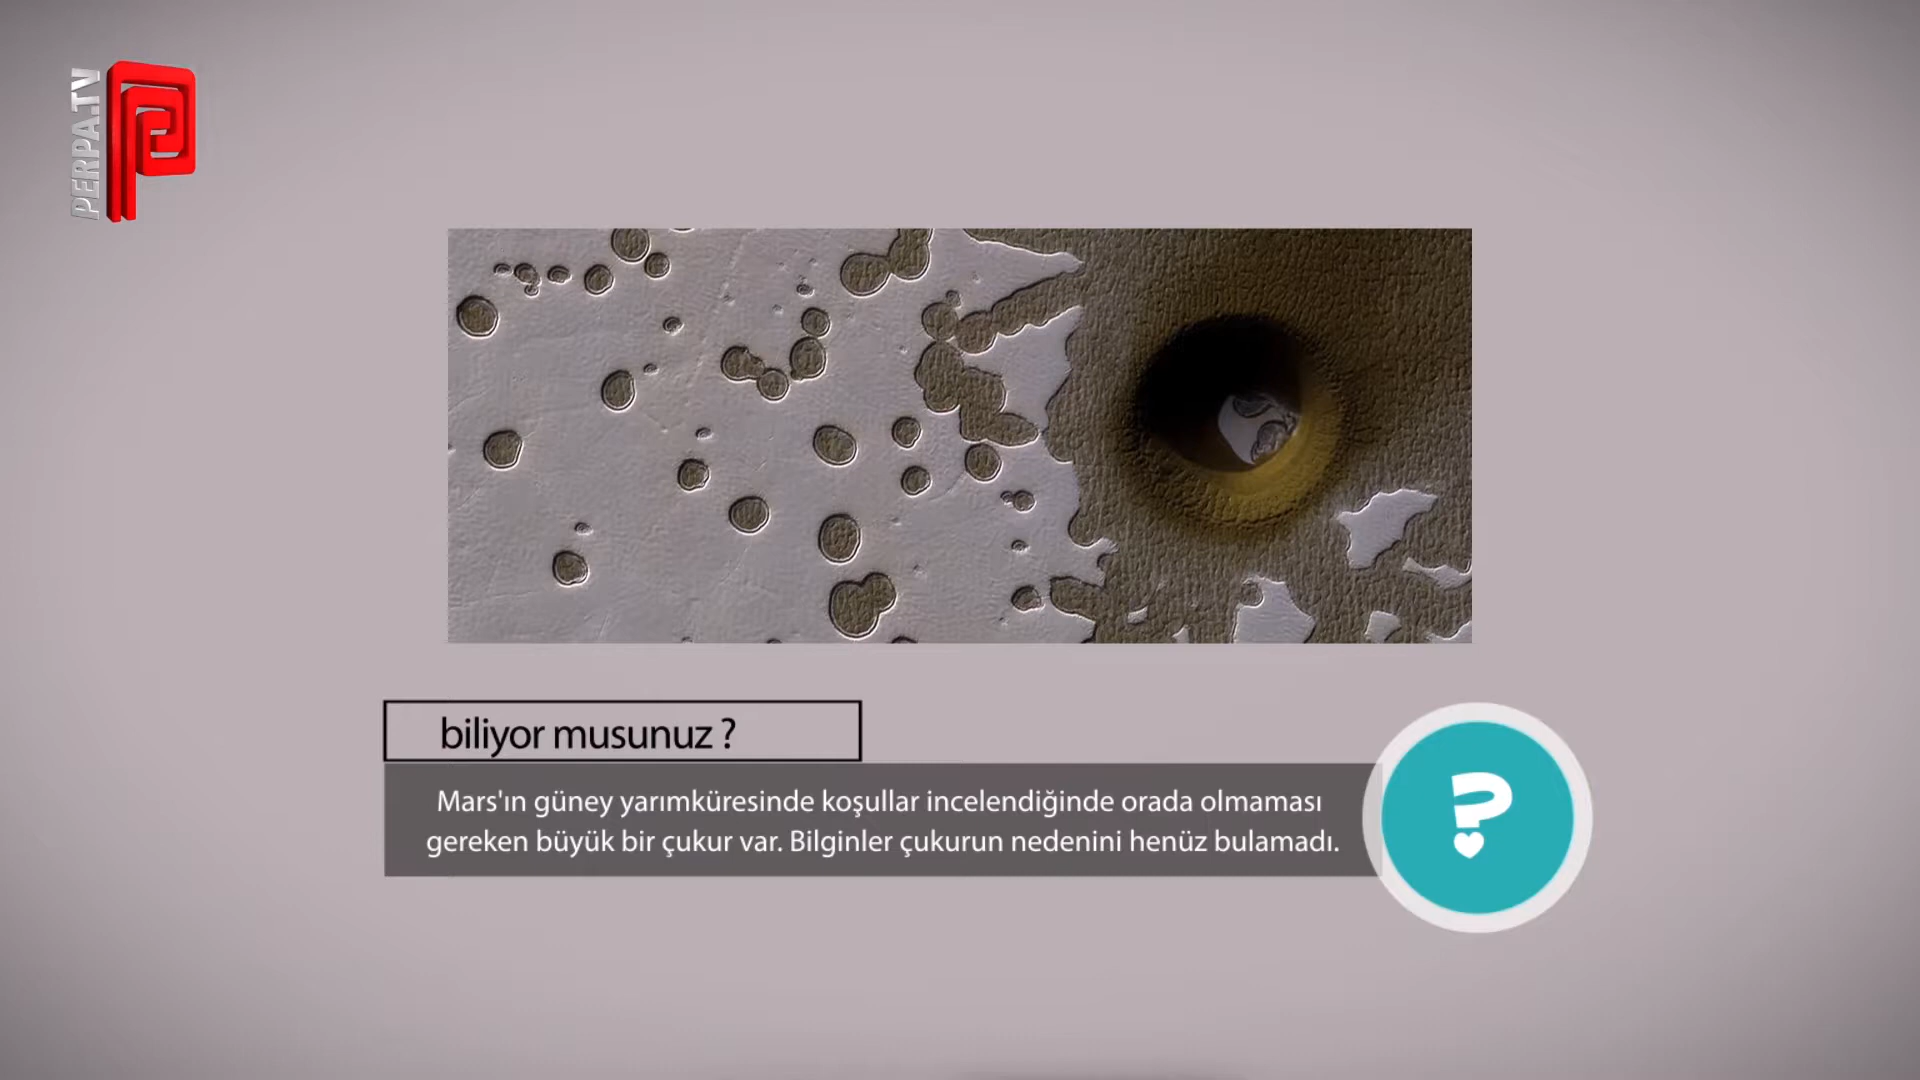 PERPA.TV
biliyor musunuz ?
Mars'ın güney yarımküresinde koşullar incelendiğinde orada olmaması
gereken büyük bir çukur var. Bilginler çukurun nedenini henüz bulamadı.
?